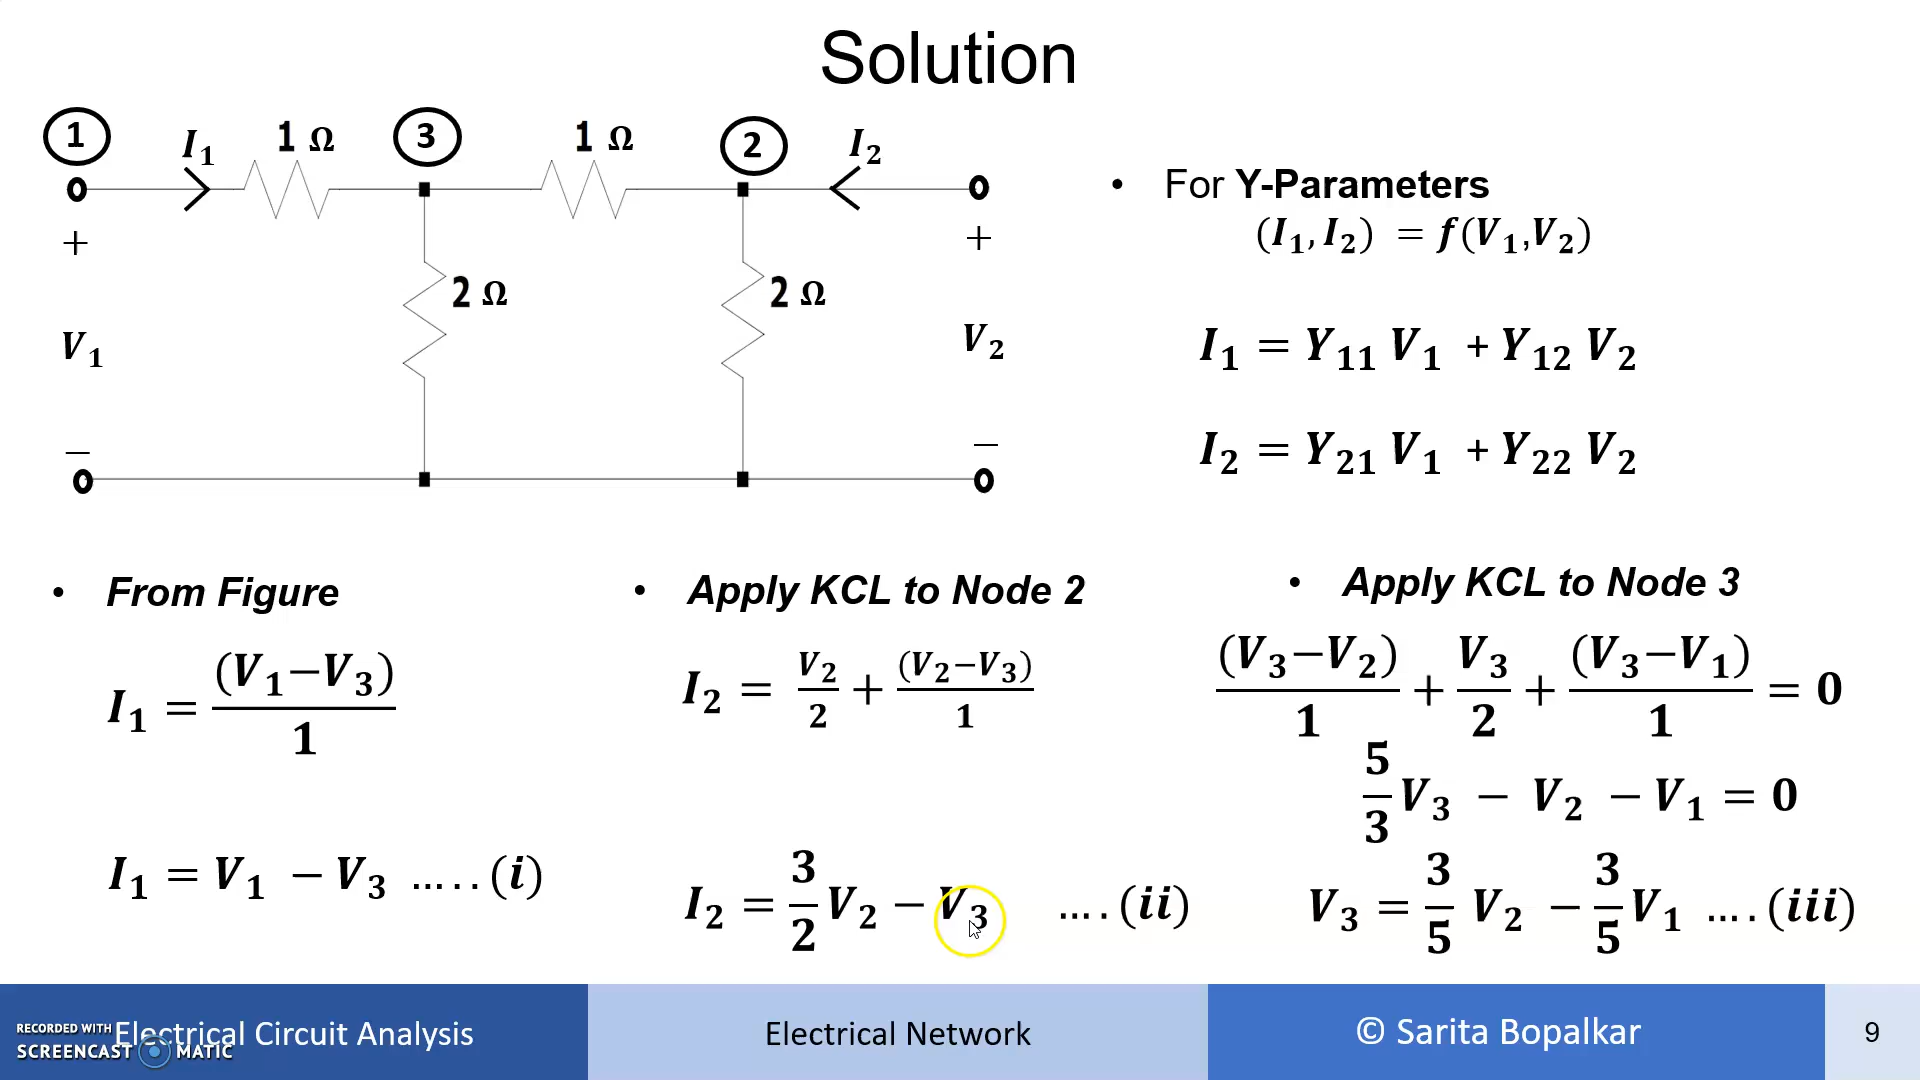 Solution
1
I₁
1 Ω
3
1 Ω
2
I₂
+
+
2 Ω
2 Ω
V₁
V₂
−
−
• For Y-Parameters
(I₁, I₂) = f(V₁,V₂)
I₁ = Y₁₁ V₁ + Y₁₂ V₂
I₂ = Y₂₁ V₁ + Y₂₂ V₂
• From Figure
I₁ = (V₁−V₃)/1
I₁ = V₁ − V₃ .....(i)
• Apply KCL to Node 2
I₂ = V₂/2 + (V₂−V₃)/1
I₂ = 3/2 V₂ − V₃ ....(ii)
• Apply KCL to Node 3
(V₃−V₂)/1 + V₃/2 + (V₃−V₁)/1 = 0
5/3 V₃ − V₂ − V₁ = 0
V₃ = 3/5 V₂ − 3/5 V₁ ....(iii)
Electrical Circuit Analysis
Electrical Network
© Sarita Bopalkar
9
RECORDED WITH
SCREENCAST MATIC